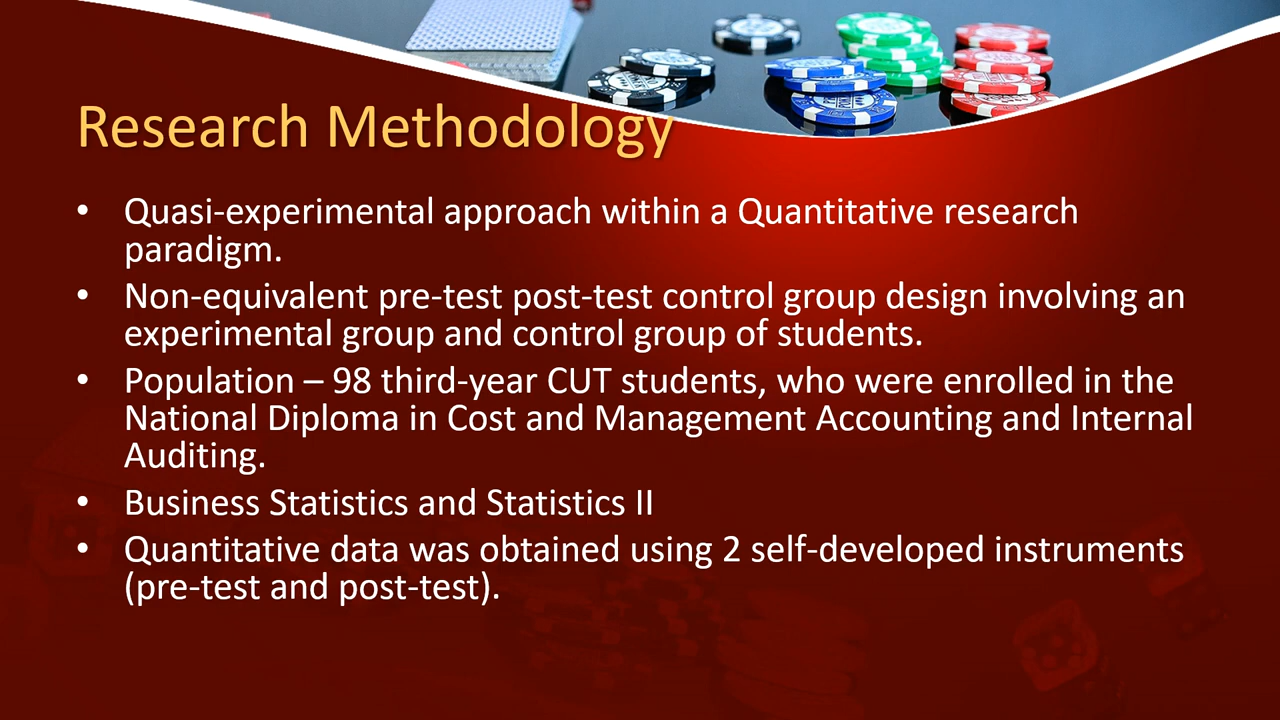 Research Methodology
• Quasi-experimental approach within a Quantitative research
paradigm.
• Non-equivalent pre-test post-test control group design involving an
experimental group and control group of students.
• Population – 98 third-year CUT students, who were enrolled in the
National Diploma in Cost and Management Accounting and Internal
Auditing.
• Business Statistics and Statistics II
• Quantitative data was obtained using 2 self-developed instruments
(pre-test and post-test).